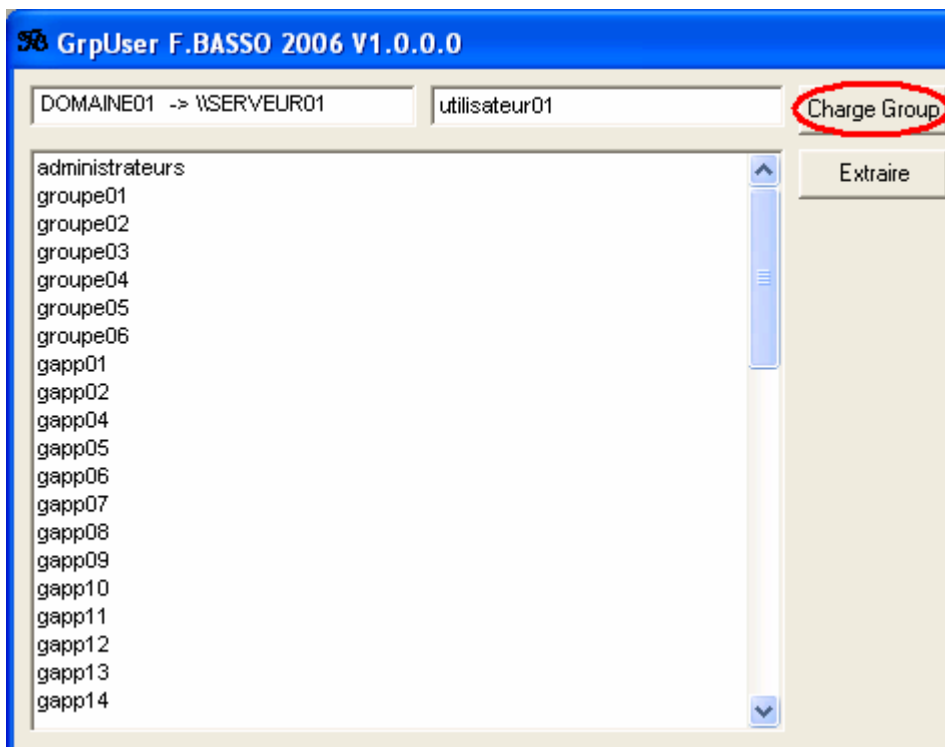 GrpUser F.BASSO 2006 V1.0.0.0
DOMAINE01 -> \\SERVEUR01
utilisateur01
Charge Group
Extraire
administrateurs
groupe01
groupe02
groupe03
groupe04
groupe05
groupe06
gapp01
gapp02
gapp04
gapp05
gapp06
gapp07
gapp08
gapp09
gapp10
gapp11
gapp12
gapp13
gapp14